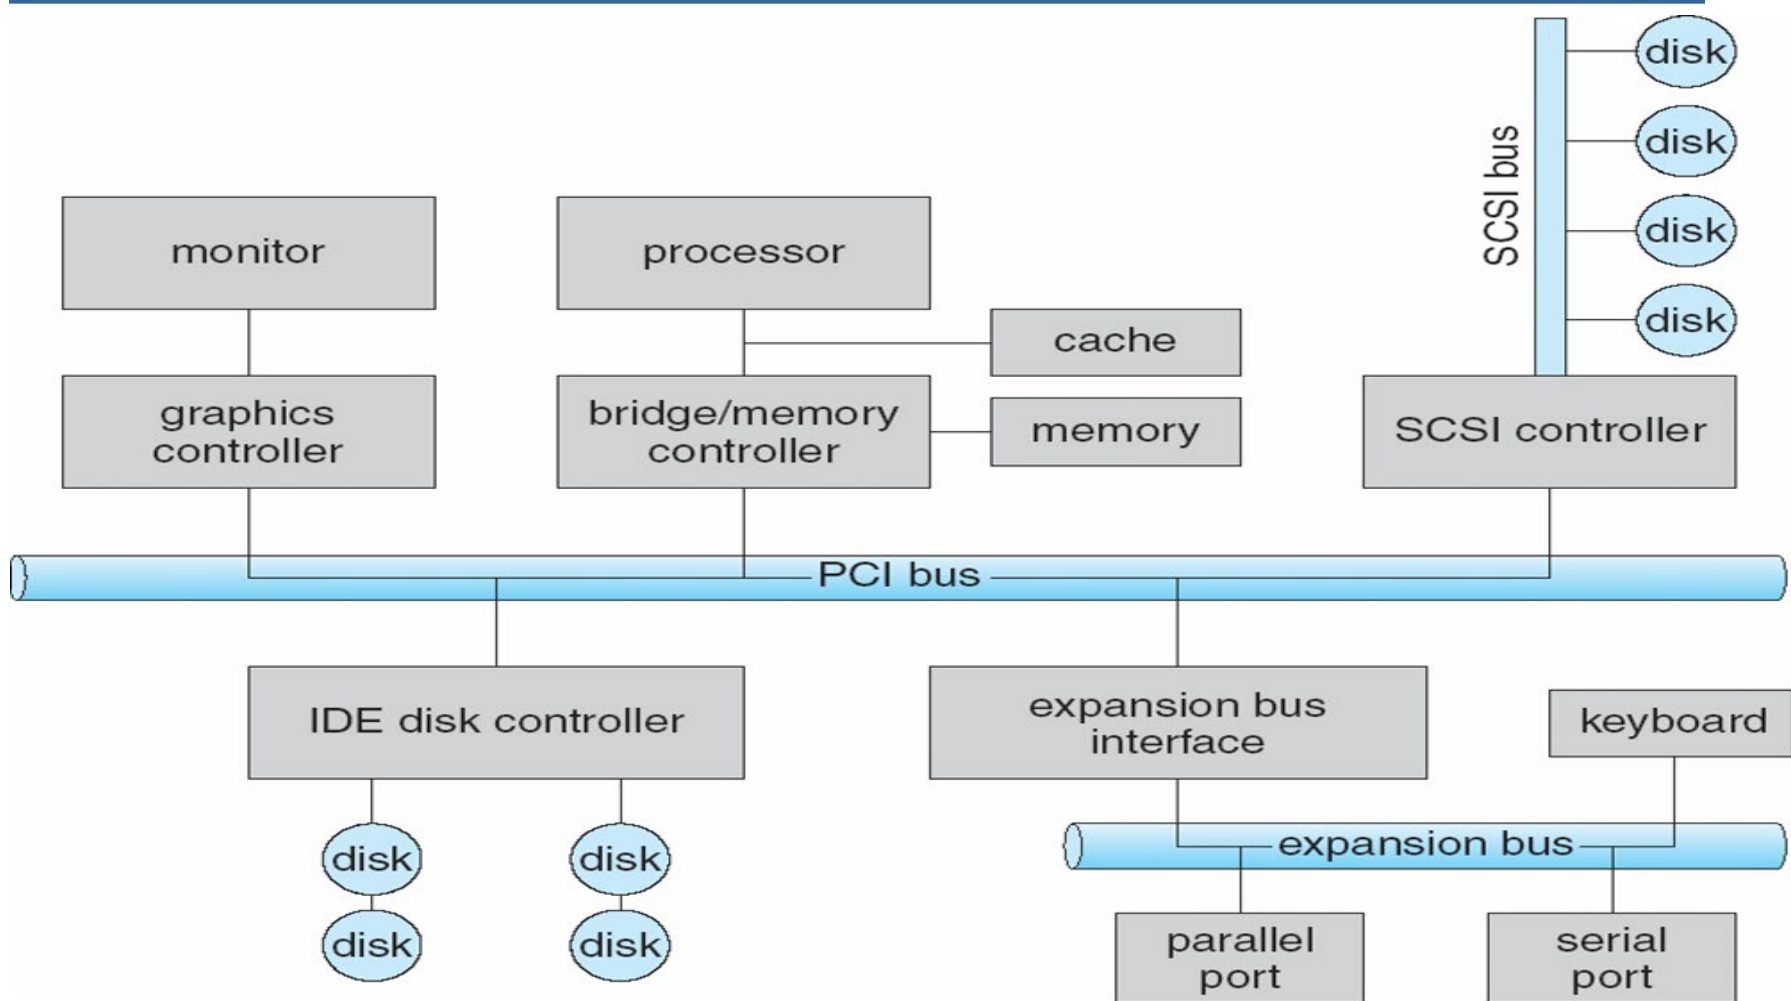 disk
disk
SCSI bus
disk
disk
monitor
processor
cache
graphics
controller
bridge/memory
controller
memory
SCSI controller
PCI bus
IDE disk controller
expansion bus
interface
keyboard
disk
disk
expansion bus
disk
disk
parallel
port
serial
port